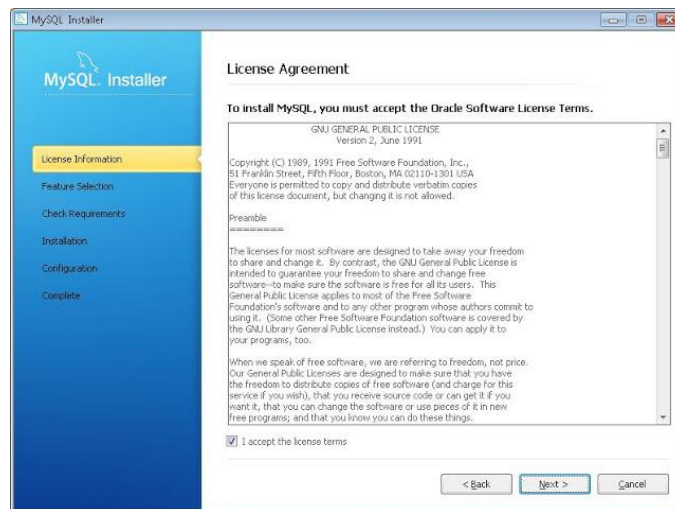 MySQL Installer
MySQL. Installer
License Information
Feature Selection
Check Requirements
Installation
Configuration
Complete
License Agreement
To install MySQL, you must accept the Oracle Software License Terms.
GNU GENERAL PUBLIC LICENSE
Version 2, June 1991
Copyright (C) 1989, 1991 Free Software Foundation, Inc.,
51 Franklin Street, Fifth Floor, Boston, MA 02110-1301 USA
Everyone is permitted to copy and distribute verbatim copies
of this license document, but changing it is not allowed.
Preamble
========
The licenses for most software are designed to take away your freedom
to share and change it. By contrast, the GNU General Public License is
intended to guarantee your freedom to share and change free
software--to make sure the software is free for all its users. This
General Public License applies to most of the Free Software
Foundation's software and to any other program whose authors commit to
using it. (Some other Free Software Foundation software is covered by
the GNU Library General Public License instead.) You can apply it to
your programs, too.
When we speak of free software, we are referring to freedom, not price.
Our General Public Licenses are designed to make sure that you have
the freedom to distribute copies of free software (and charge for this
service if you wish), that you receive source code or can get it if you
want it, that you can change the software or use pieces of it in new
free programs; and that you know you can do these things.
I accept the license terms
< Back
Next >
Cancel